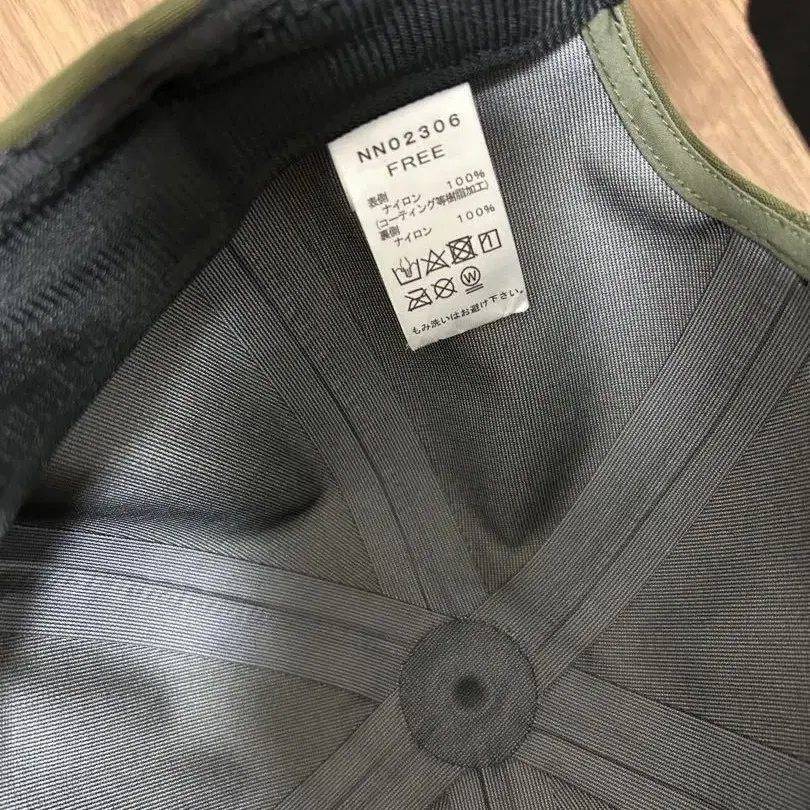 NN02306
FREE
表側
ナイロン 100%
(コーティング等樹脂加工)
裏側
ナイロン 100%
W
もみ洗いはお避け下さい。